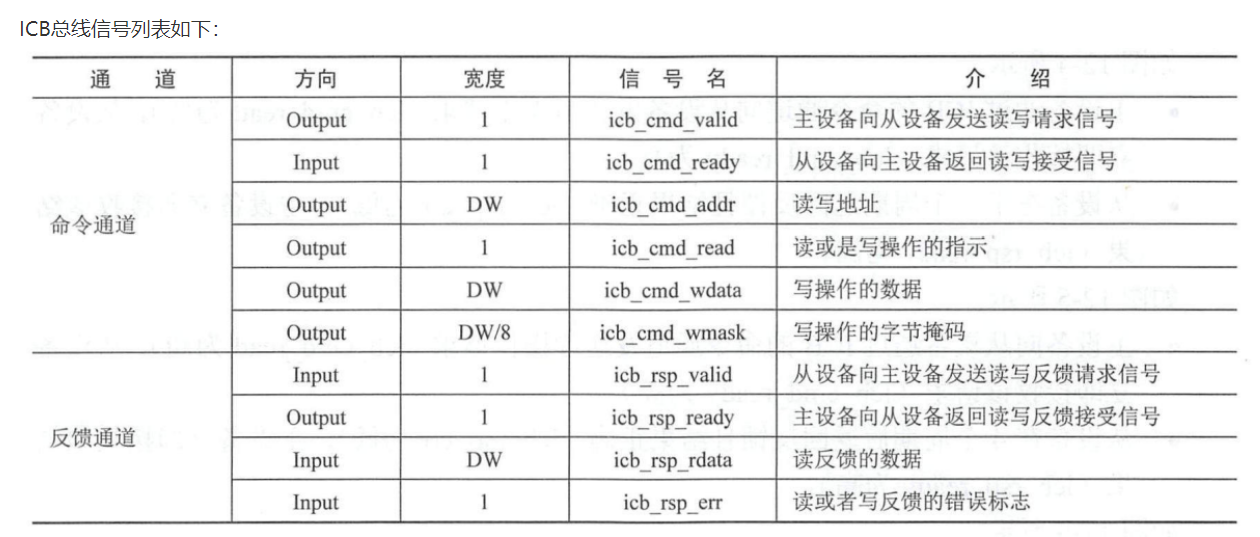 ICB总线信号列表如下：
通 道 方向 宽度 信 号 名 介 绍
命令通道
Output 1 icb_cmd_valid 主设备向从设备发送读写请求信号
Input 1 icb_cmd_ready 从设备向主设备返回读写接受信号
Output DW icb_cmd_addr 读写地址
Output 1 icb_cmd_read 读或是写操作的指示
Output DW icb_cmd_wdata 写操作的数据
Output DW/8 icb_cmd_wmask 写操作的字节掩码
反馈通道
Input 1 icb_rsp_valid 从设备向主设备发送读写反馈请求信号
Output 1 icb_rsp_ready 主设备向从设备返回读写反馈接受信号
Input DW icb_rsp_rdata 读反馈的数据
Input 1 icb_rsp_err 读或者写反馈的错误标志